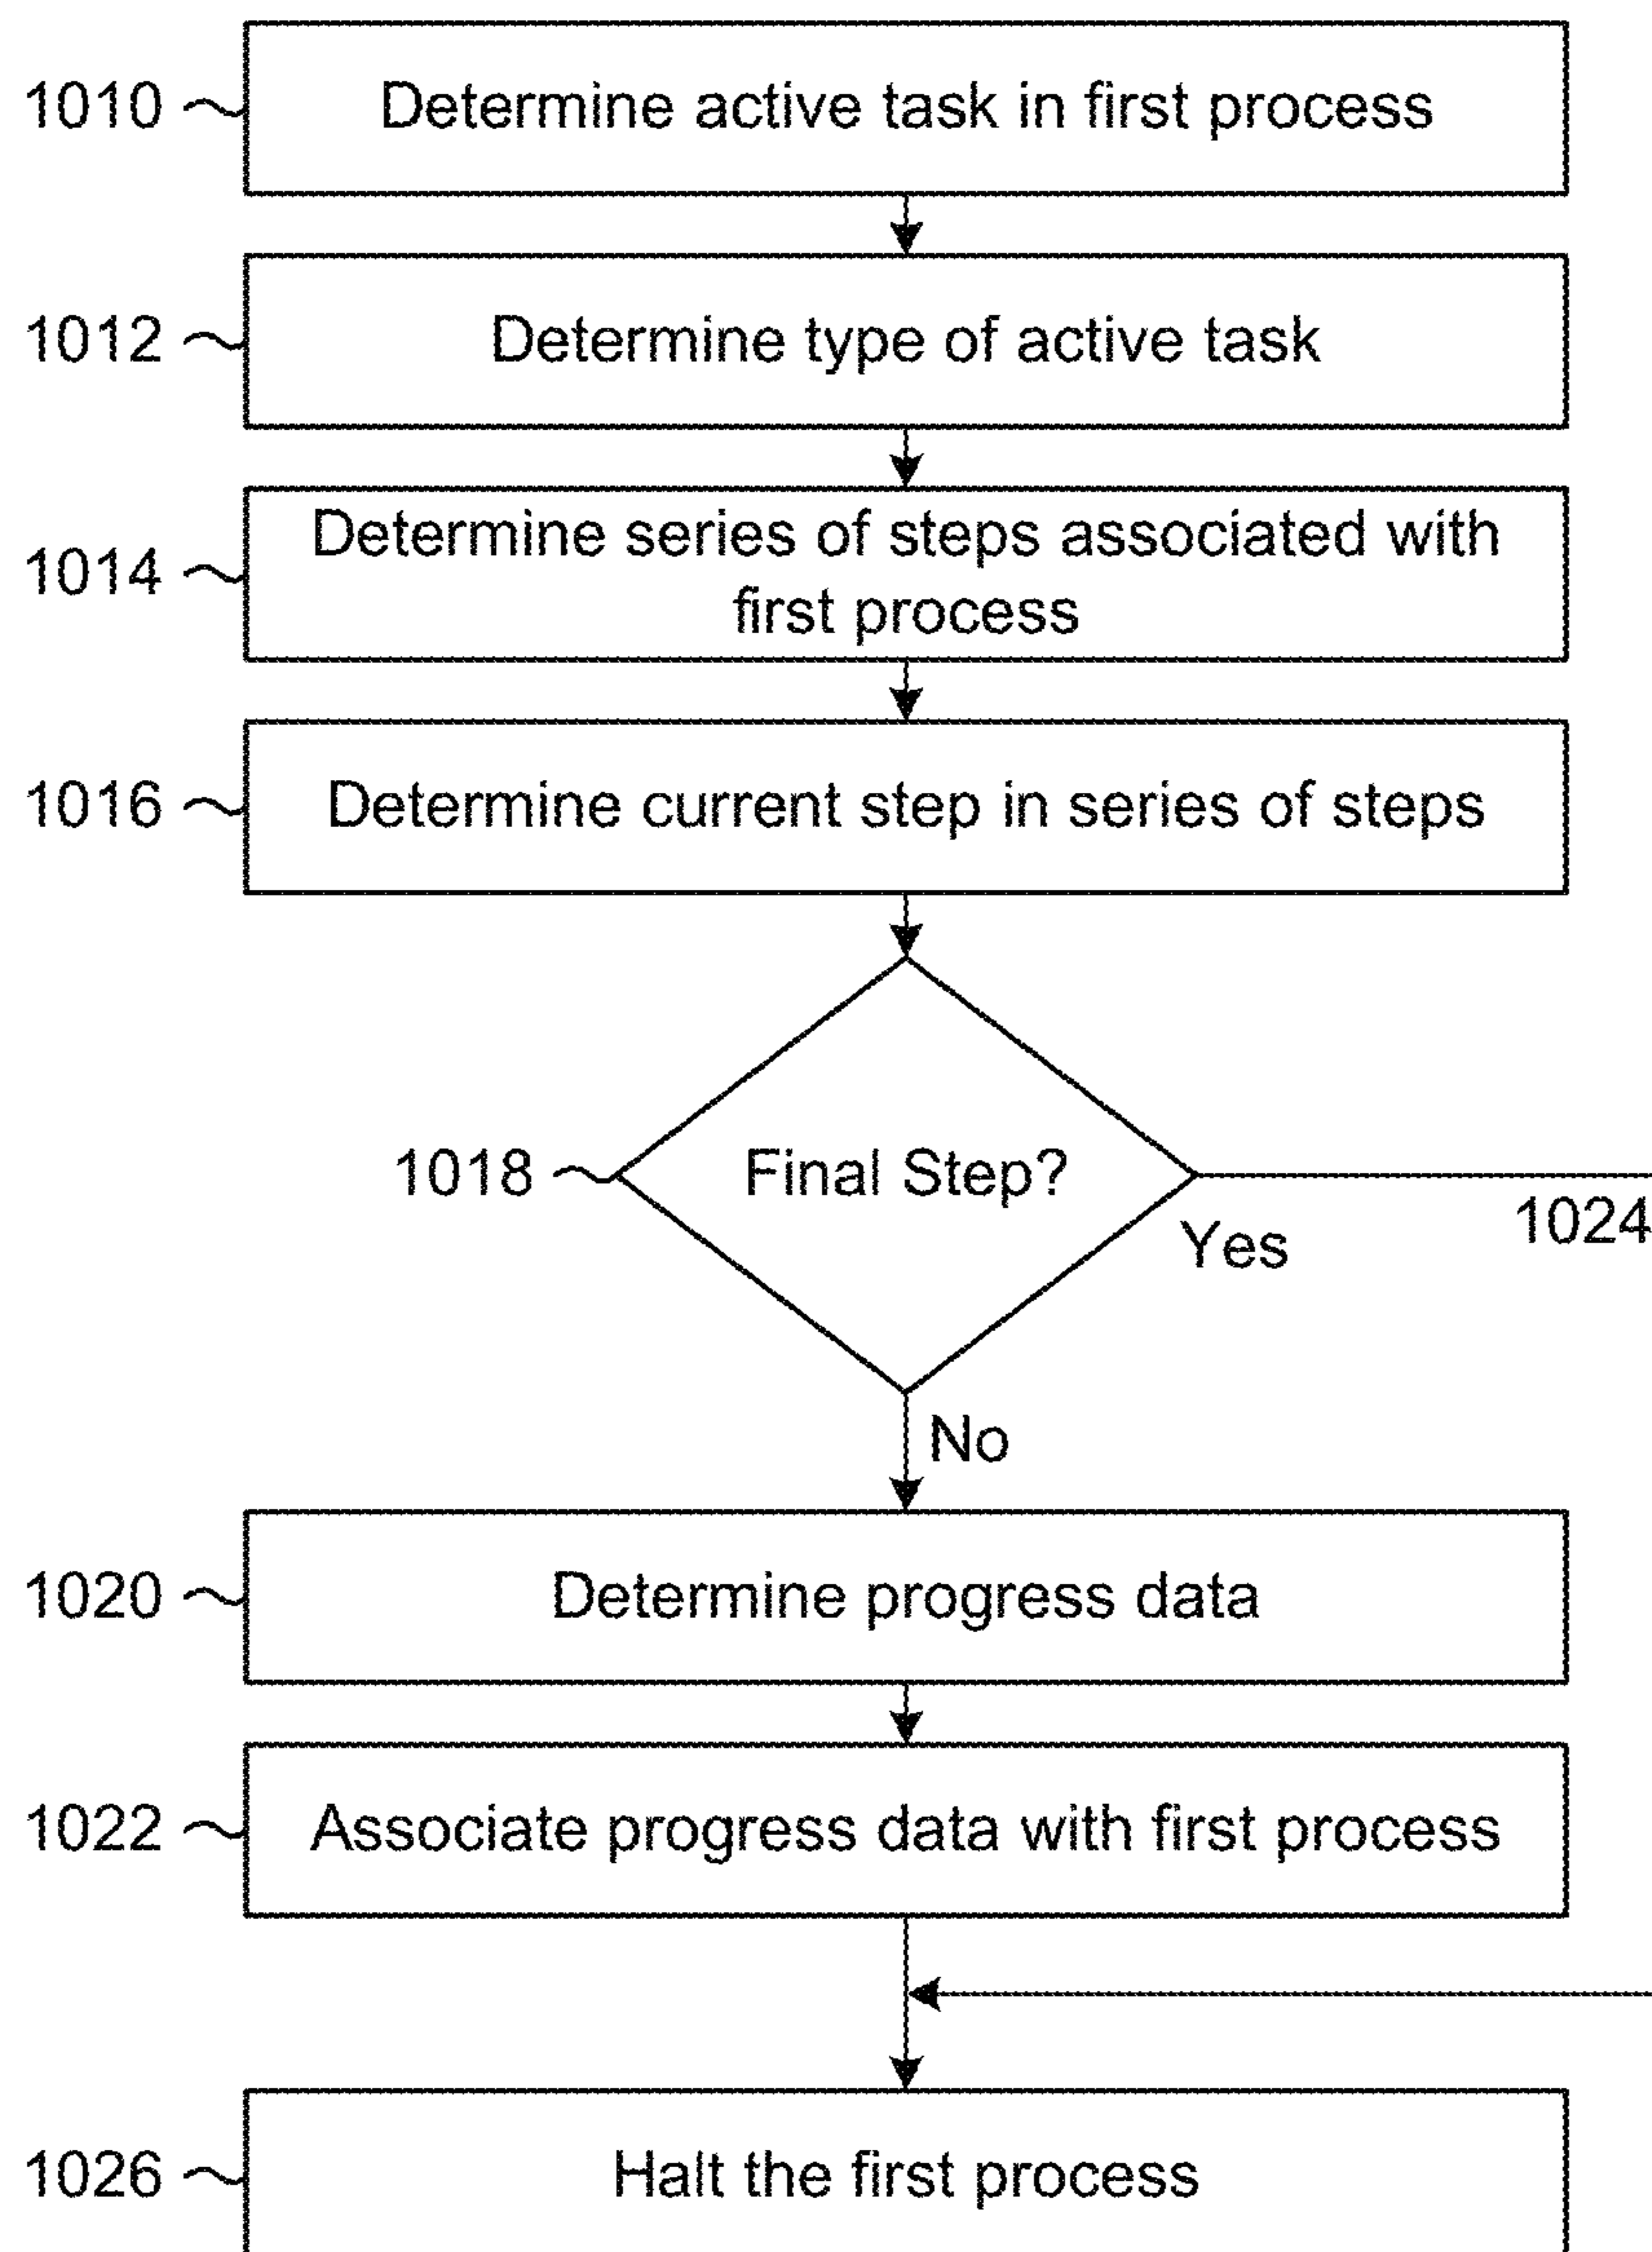 1010 Determine active task in first process
1012 Determine type of active task
Determine series of steps associated with
1014
first process
1016 Determine current step in series of steps
1018 Final Step?
1024
Yes
No
1020 Determine progress data
1022 Associate progress data with first process
1026 Halt the first process